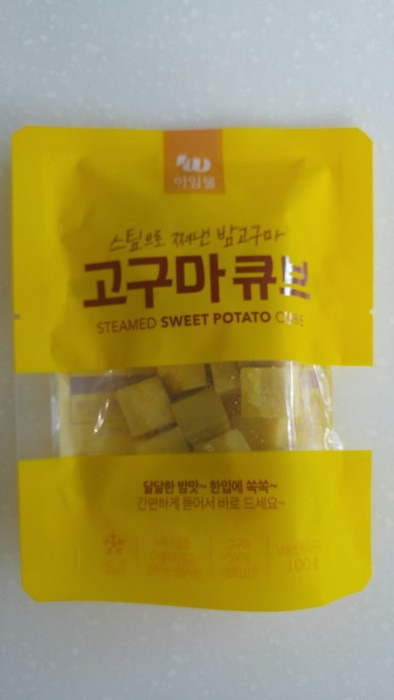 아임웰
스팀으로 쪄낸 밤고구마
고구마 큐브
STEAMED SWEET POTATO CUBE
달달한 밤맛~ 한입에 쏙쏙~
간편하게 뜯어서 바로 드세요~
100g